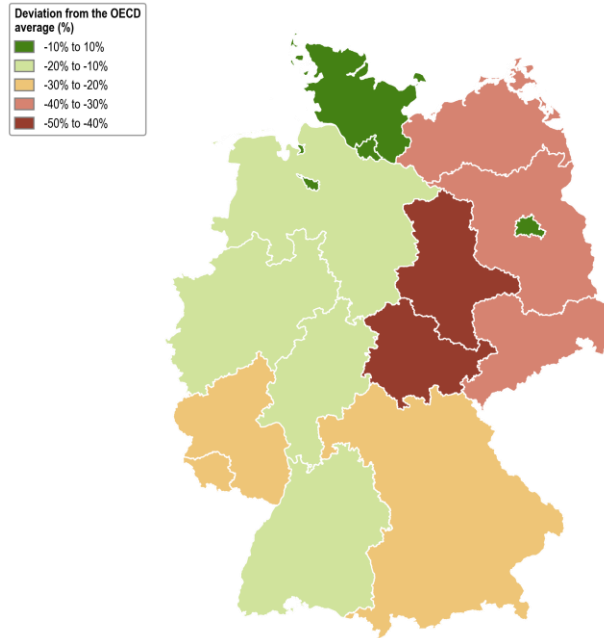 Deviation from the OECD
average (%)
-10% to 10%
-20% to -10%
-30% to -20%
-40% to -30%
-50% to -40%